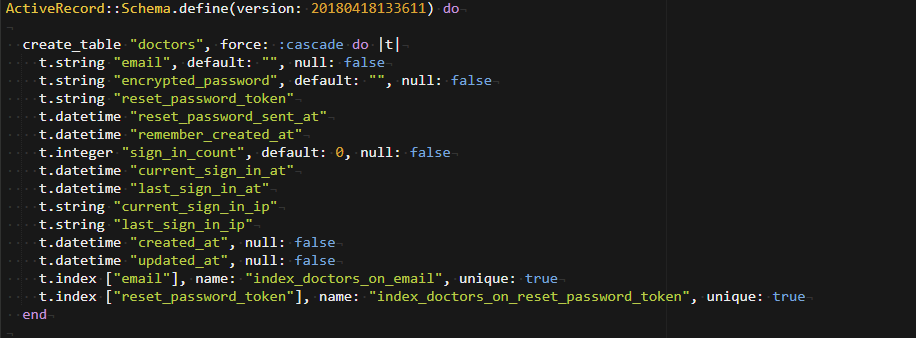 ActiveRecord::Schema.define(version: 20180418133611) do
create_table "doctors", force: :cascade do |t|
t.string "email", default: "", null: false
t.string "encrypted_password", default: "", null: false
t.string "reset_password_token"
t.datetime "reset_password_sent_at"
t.datetime "remember_created_at"
t.integer "sign_in_count", default: 0, null: false
t.datetime "current_sign_in_at"
t.datetime "last_sign_in_at"
t.string "current_sign_in_ip"
t.string "last_sign_in_ip"
t.datetime "created_at", null: false
t.datetime "updated_at", null: false
t.index ["email"], name: "index_doctors_on_email", unique: true
t.index ["reset_password_token"], name: "index_doctors_on_reset_password_token", unique: true
end